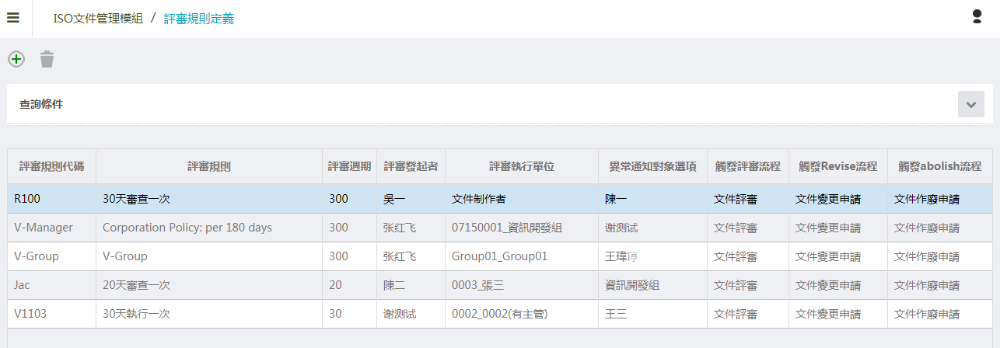 ISO文件管理模組 / 評審規則定義
查詢條件
評審規則代碼 評審規則 評審週期 評審發起者 評審執行單位 異常通知對象選項 觸發評審流程 觸發Revise流程 觸發abolish流程
R100 30天審查一次 300 吳一 文件制作者 陳一 文件評審 文件變更申請 文件作廢申請
V-Manager Corporation Policy: per 180 days 300 张红飞 07150001_資訊開發組 谢测试 文件評審 文件變更申請 文件作廢申請
V-Group V-Group 300 张红飞 Group01_Group01 王瑋渟 文件評審 文件變更申請 文件作廢申請
Jac 20天審查一次 20 陳二 0003_張三 資訊開發組 文件評審 文件變更申請 文件作廢申請
V1103 30天執行一次 30 谢测试 0002_0002(有主管) 王三 文件評審 文件變更申請 文件作廢申請